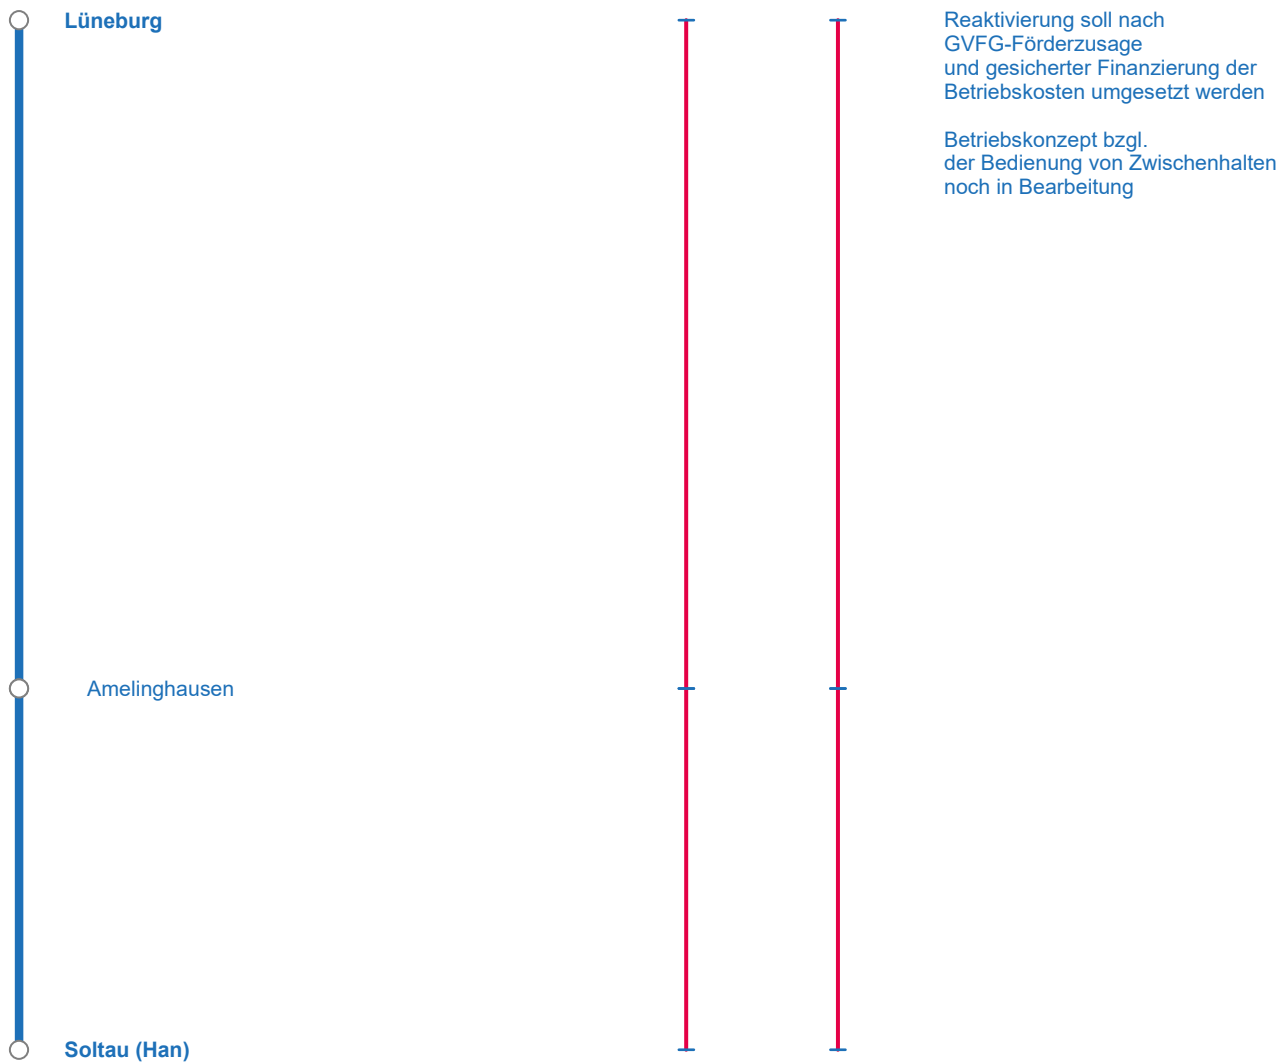 Lüneburg
Reaktivierung soll nach
GVFG-Förderzusage
und gesicherter Finanzierung der
Betriebskosten umgesetzt werden
Betriebskonzept bzgl.
der Bedienung von Zwischenhalten
noch in Bearbeitung
Amelinghausen
Soltau (Han)